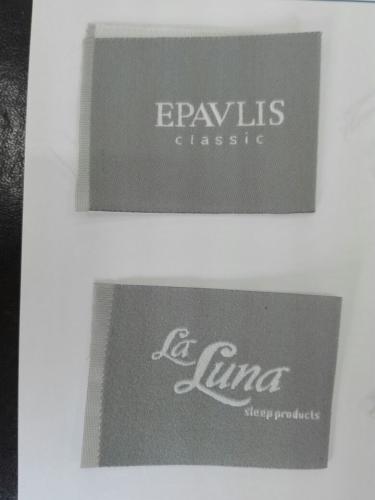 EPAVLIS
classic
La
Luna
sleep products